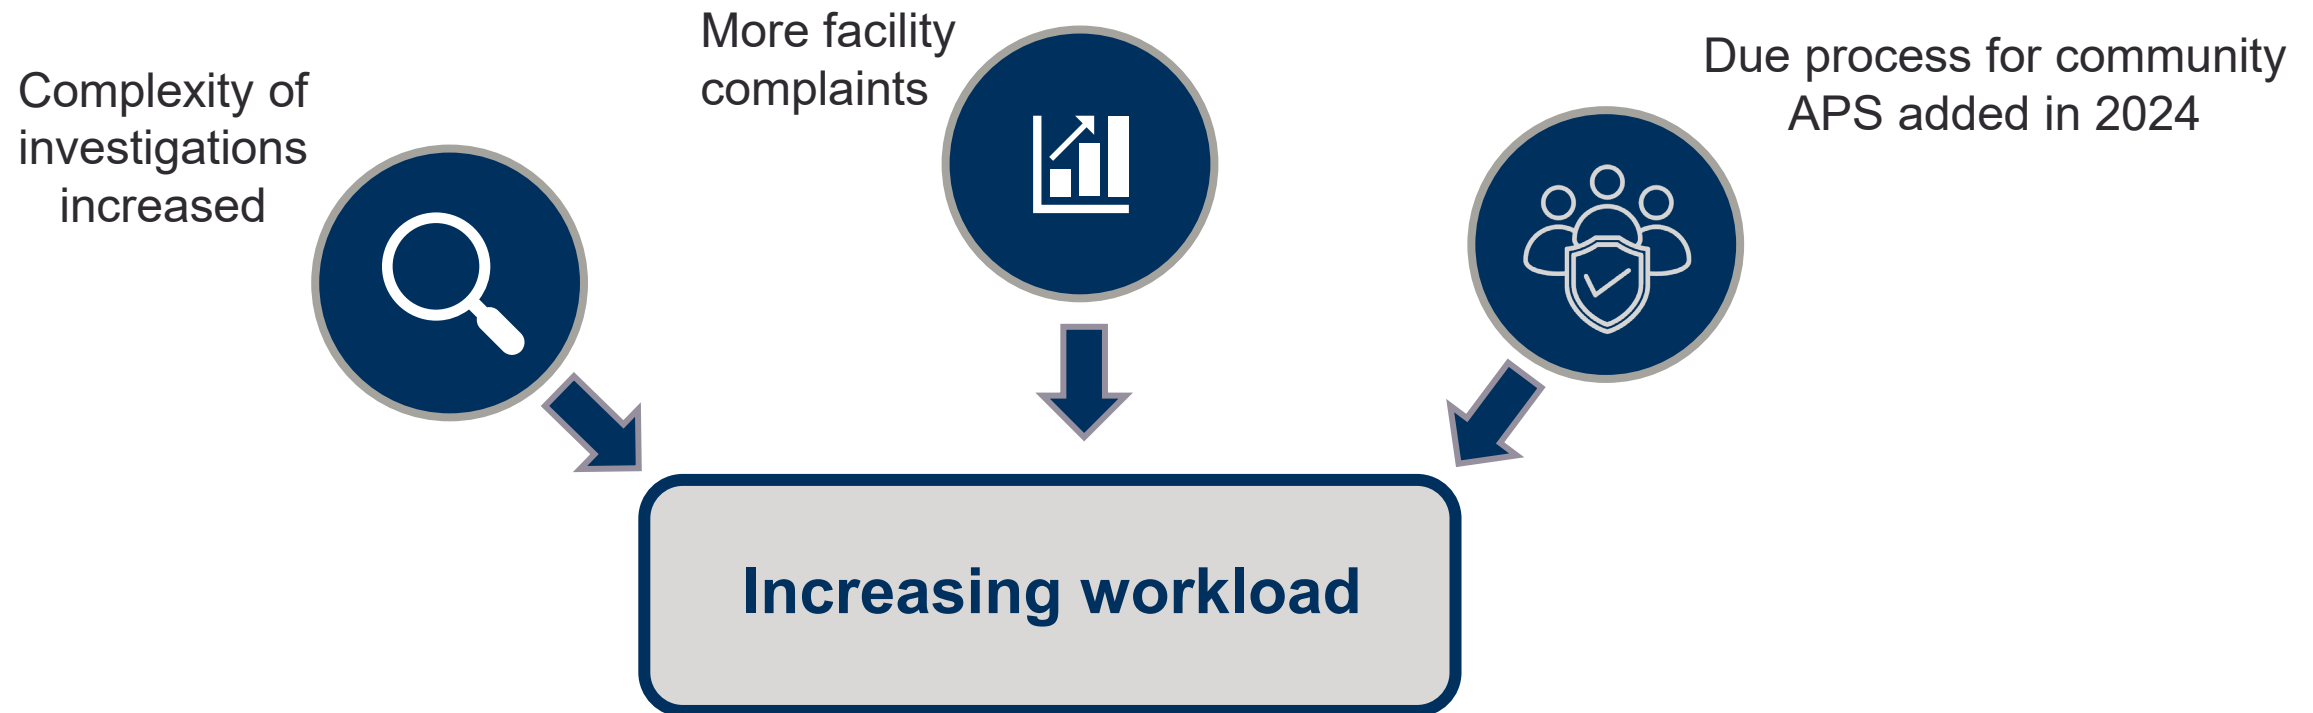 Complexity of
investigations
increased
More facility
complaints
Due process for community
APS added in 2024
Increasing workload